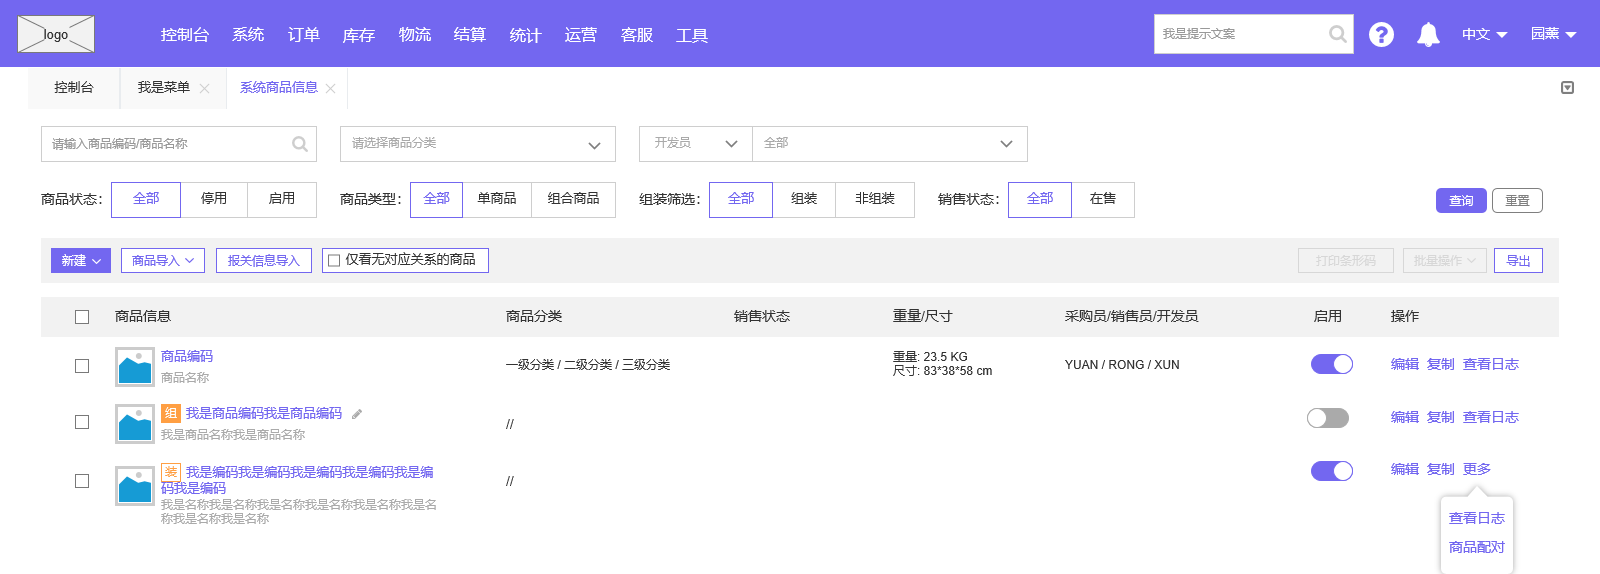 logo 控制台 系统 订单 库存 物流 结算 统计 运营 客服 工具 我是提示文案 ? 中文 园薰
控制台 我是菜单 系统商品信息
请输入商品编码/商品名称 请选择商品分类 开发员 全部
商品状态: 全部 停用 启用 商品类型: 全部 单商品 组合商品 组装筛选: 全部 组装 非组装 销售状态: 全部 在售 查询 重置
新建 商品导入 报关信息导入 仅看无对应关系的商品 打印条形码 批量操作 导出
商品信息 商品分类 销售状态 重量/尺寸 采购员/销售员/开发员 启用 操作
商品编码
商品名称
一级分类 / 二级分类 / 三级分类
重量: 23.5 KG
尺寸: 83*38*58 cm
YUAN / RONG / XUN
编辑 复制 查看日志
组 我是商品编码我是商品编码
我是商品名称我是商品名称
//
编辑 复制 查看日志
装 我是编码我是编码我是编码我是编码我是编
码我是编码
我是名称我是名称我是名称我是名称我是名称我是名
称我是名称我是名称
//
编辑 复制 更多
查看日志
商品配对